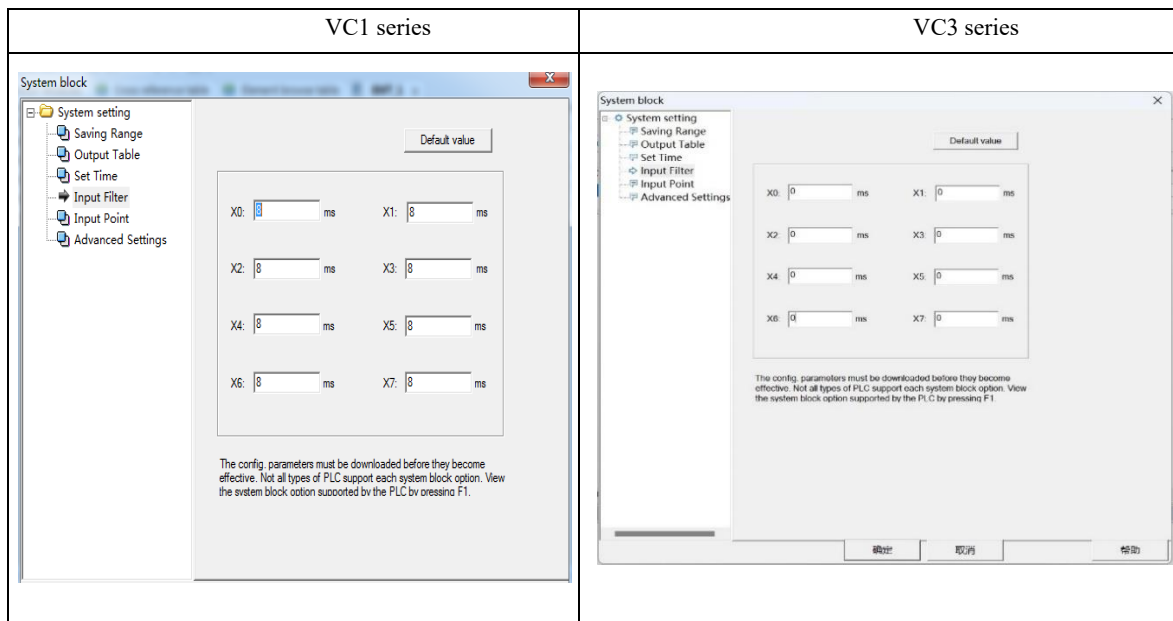 VC1 series
VC3 series
System block
System setting
Saving Range
Output Table
Set Time
Input Filter
Input Point
Advanced Settings
Default value
X0: 8 ms X1: 8 ms
X2: 8 ms X3: 8 ms
X4: 8 ms X5: 8 ms
X6: 8 ms X7: 8 ms
The config. parameters must be downloaded before they become
effective. Not all types of PLC support each system block option. View
the system block option supported by the PLC by pressing F1.
System block
System setting
Saving Range
Output Table
Set Time
Input Filter
Input Point
Advanced Settings
Default value
X0: 0 ms X1: 0 ms
X2: 0 ms X3: 0 ms
X4: 0 ms X5: 0 ms
X6: 0 ms X7: 0 ms
The config. parameters must be downloaded before they become
effective. Not all types of PLC support each system block option. View
the system block option supported by the PLC by pressing F1.
确定 取消 帮助